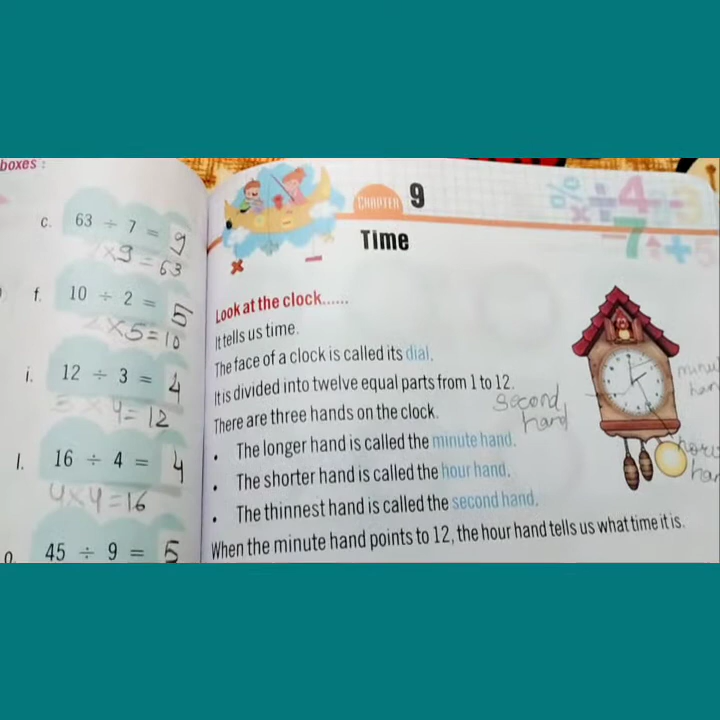 boxes :
c. 63 ÷ 7 = 9
7×9=63
f. 10 ÷ 2 = 5
2×5=10
i. 12 ÷ 3 = 4
3×4=12
l. 16 ÷ 4 = 4
4×4=16
o. 45 ÷ 9 = 5
CHAPTER 9
Time
Look at the clock......
It tells us time.
The face of a clock is called its dial.
It is divided into twelve equal parts from 1 to 12.
There are three hands on the clock.
• The longer hand is called the minute hand.
• The shorter hand is called the hour hand.
• The thinnest hand is called the second hand.
When the minute hand points to 12, the hour hand tells us what time it is.
second
hand
hour